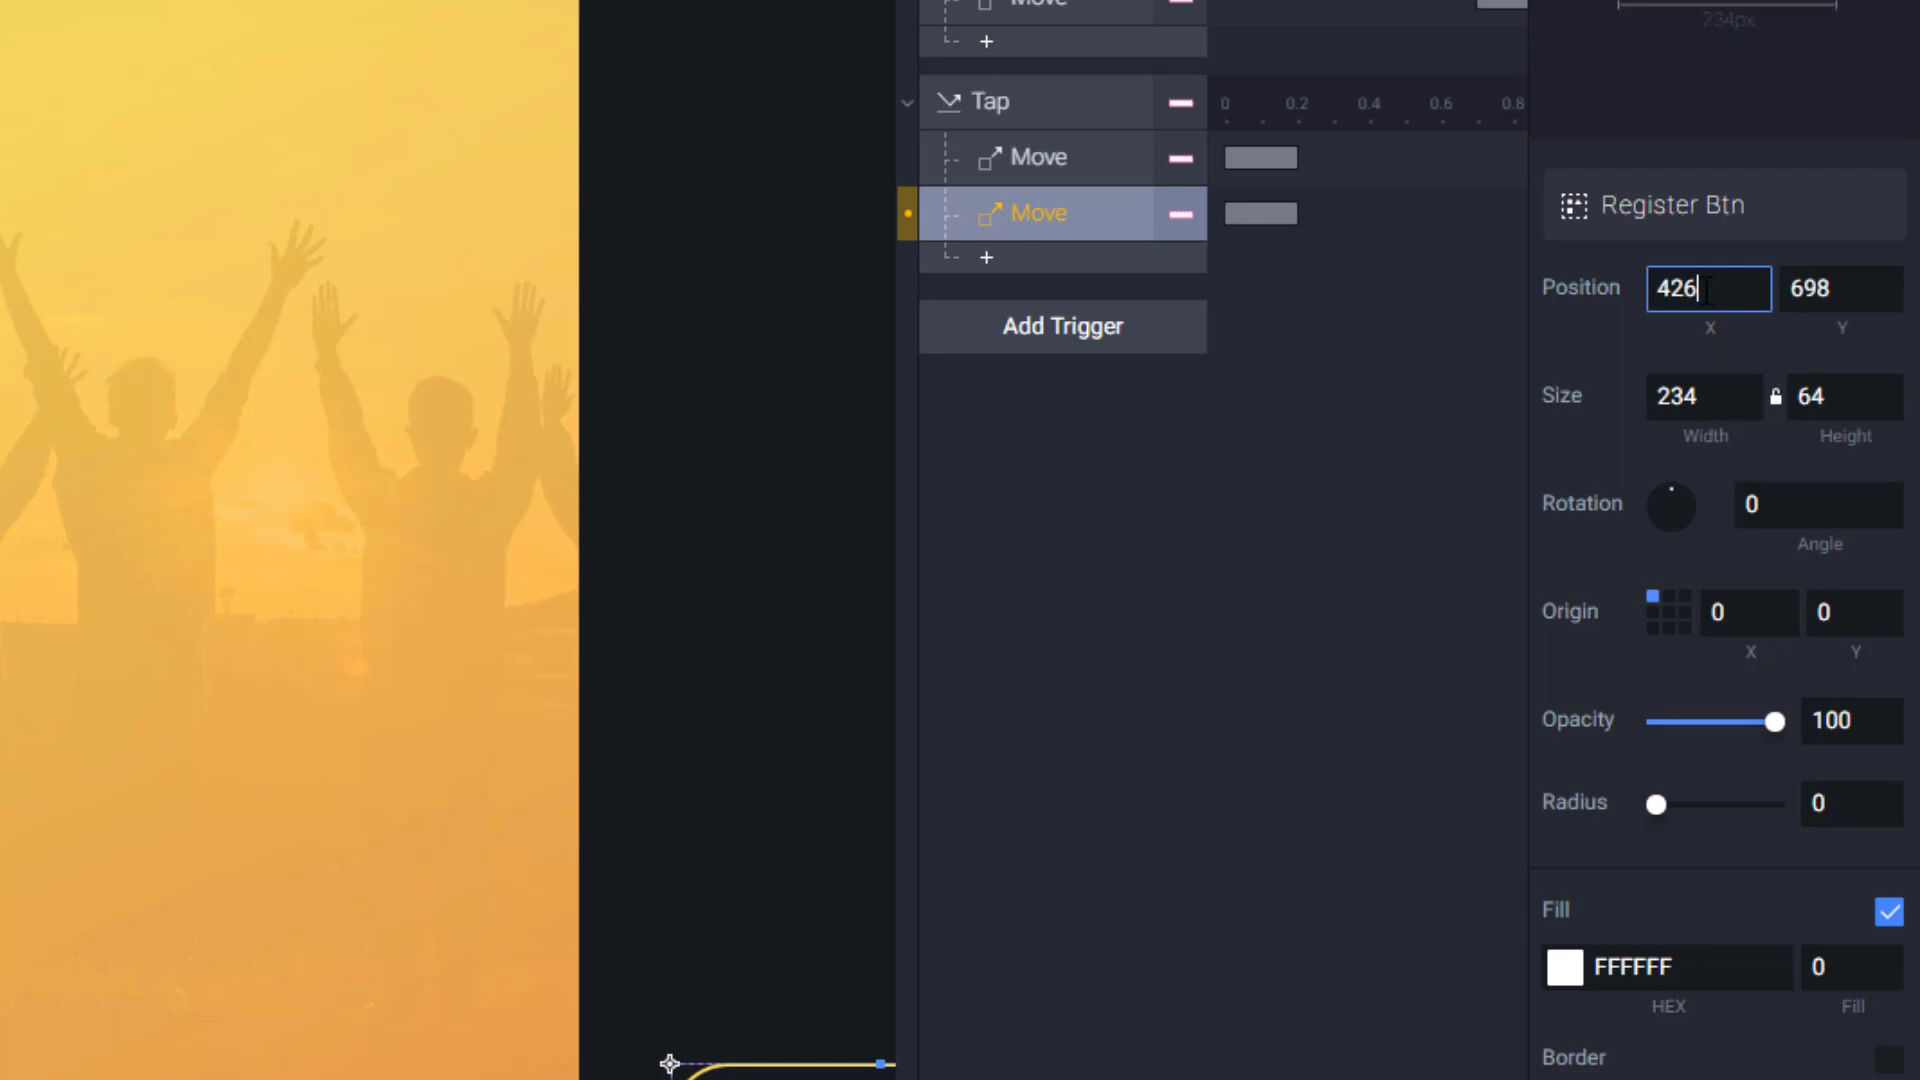 Move
234px
+
Tap
0 0.2 0.4 0.6 0.8
Move
Move
+
Add Trigger
Register Btn
Position 426 698
X Y
Size 234 64
Width Height
Rotation 0
Angle
Origin 0 0
X Y
Opacity 100
Radius 0
Fill
FFFFFF 0
HEX Fill
Border